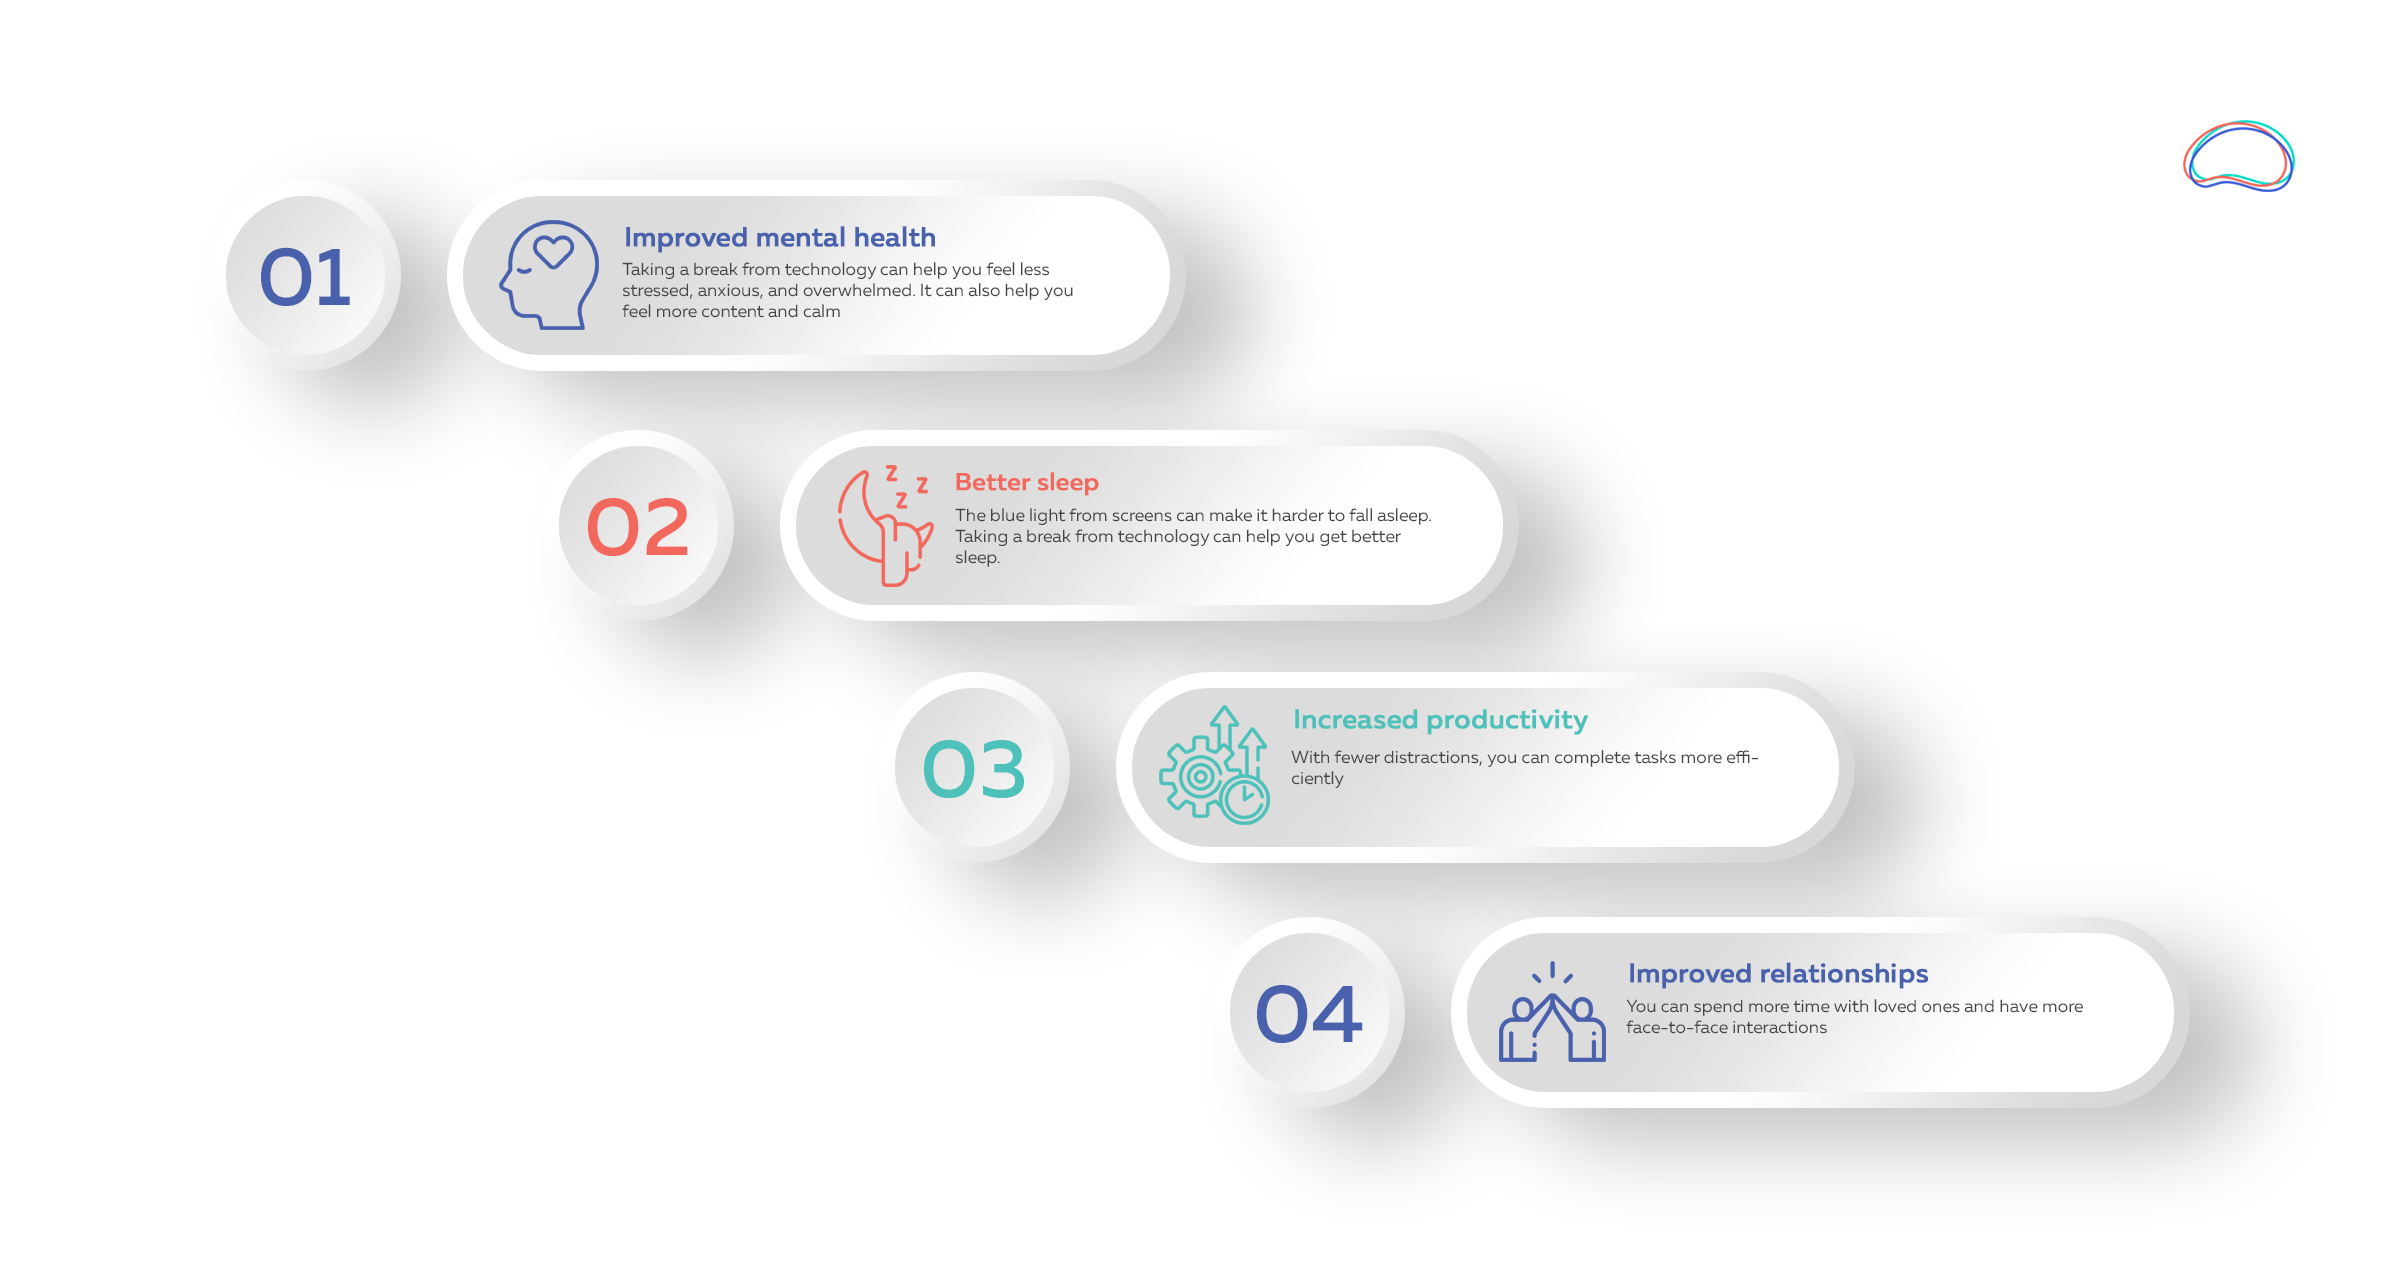 01
Improved mental health
Taking a break from technology can help you feel less
stressed, anxious, and overwhelmed. It can also help you
feel more content and calm
02
z
z
z
Better sleep
The blue light from screens can make it harder to fall asleep.
Taking a break from technology can help you get better
sleep.
03
Increased productivity
With fewer distractions, you can complete tasks more effi-
ciently
04
Improved relationships
You can spend more time with loved ones and have more
face-to-face interactions